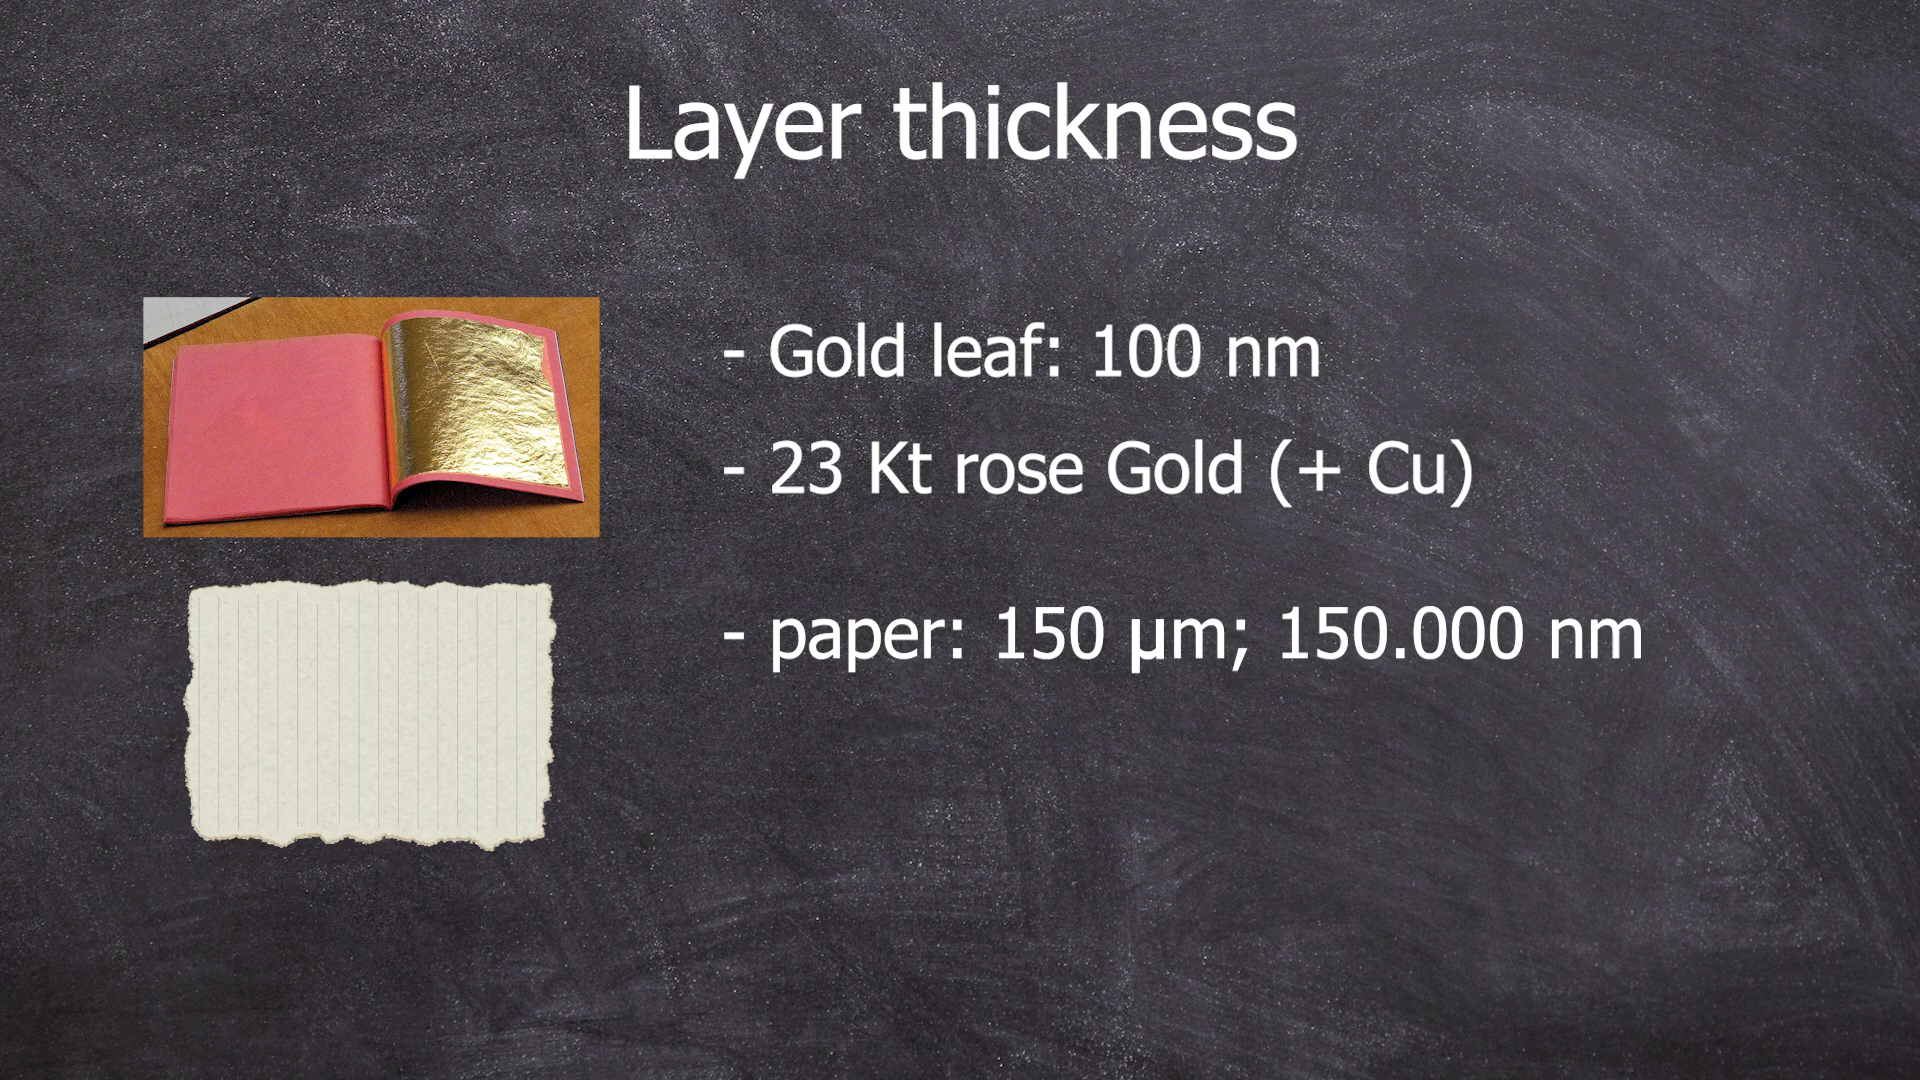 Layer thickness
- Gold leaf: 100 nm
- 23 Kt rose Gold (+ Cu)
- paper: 150 µm; 150.000 nm